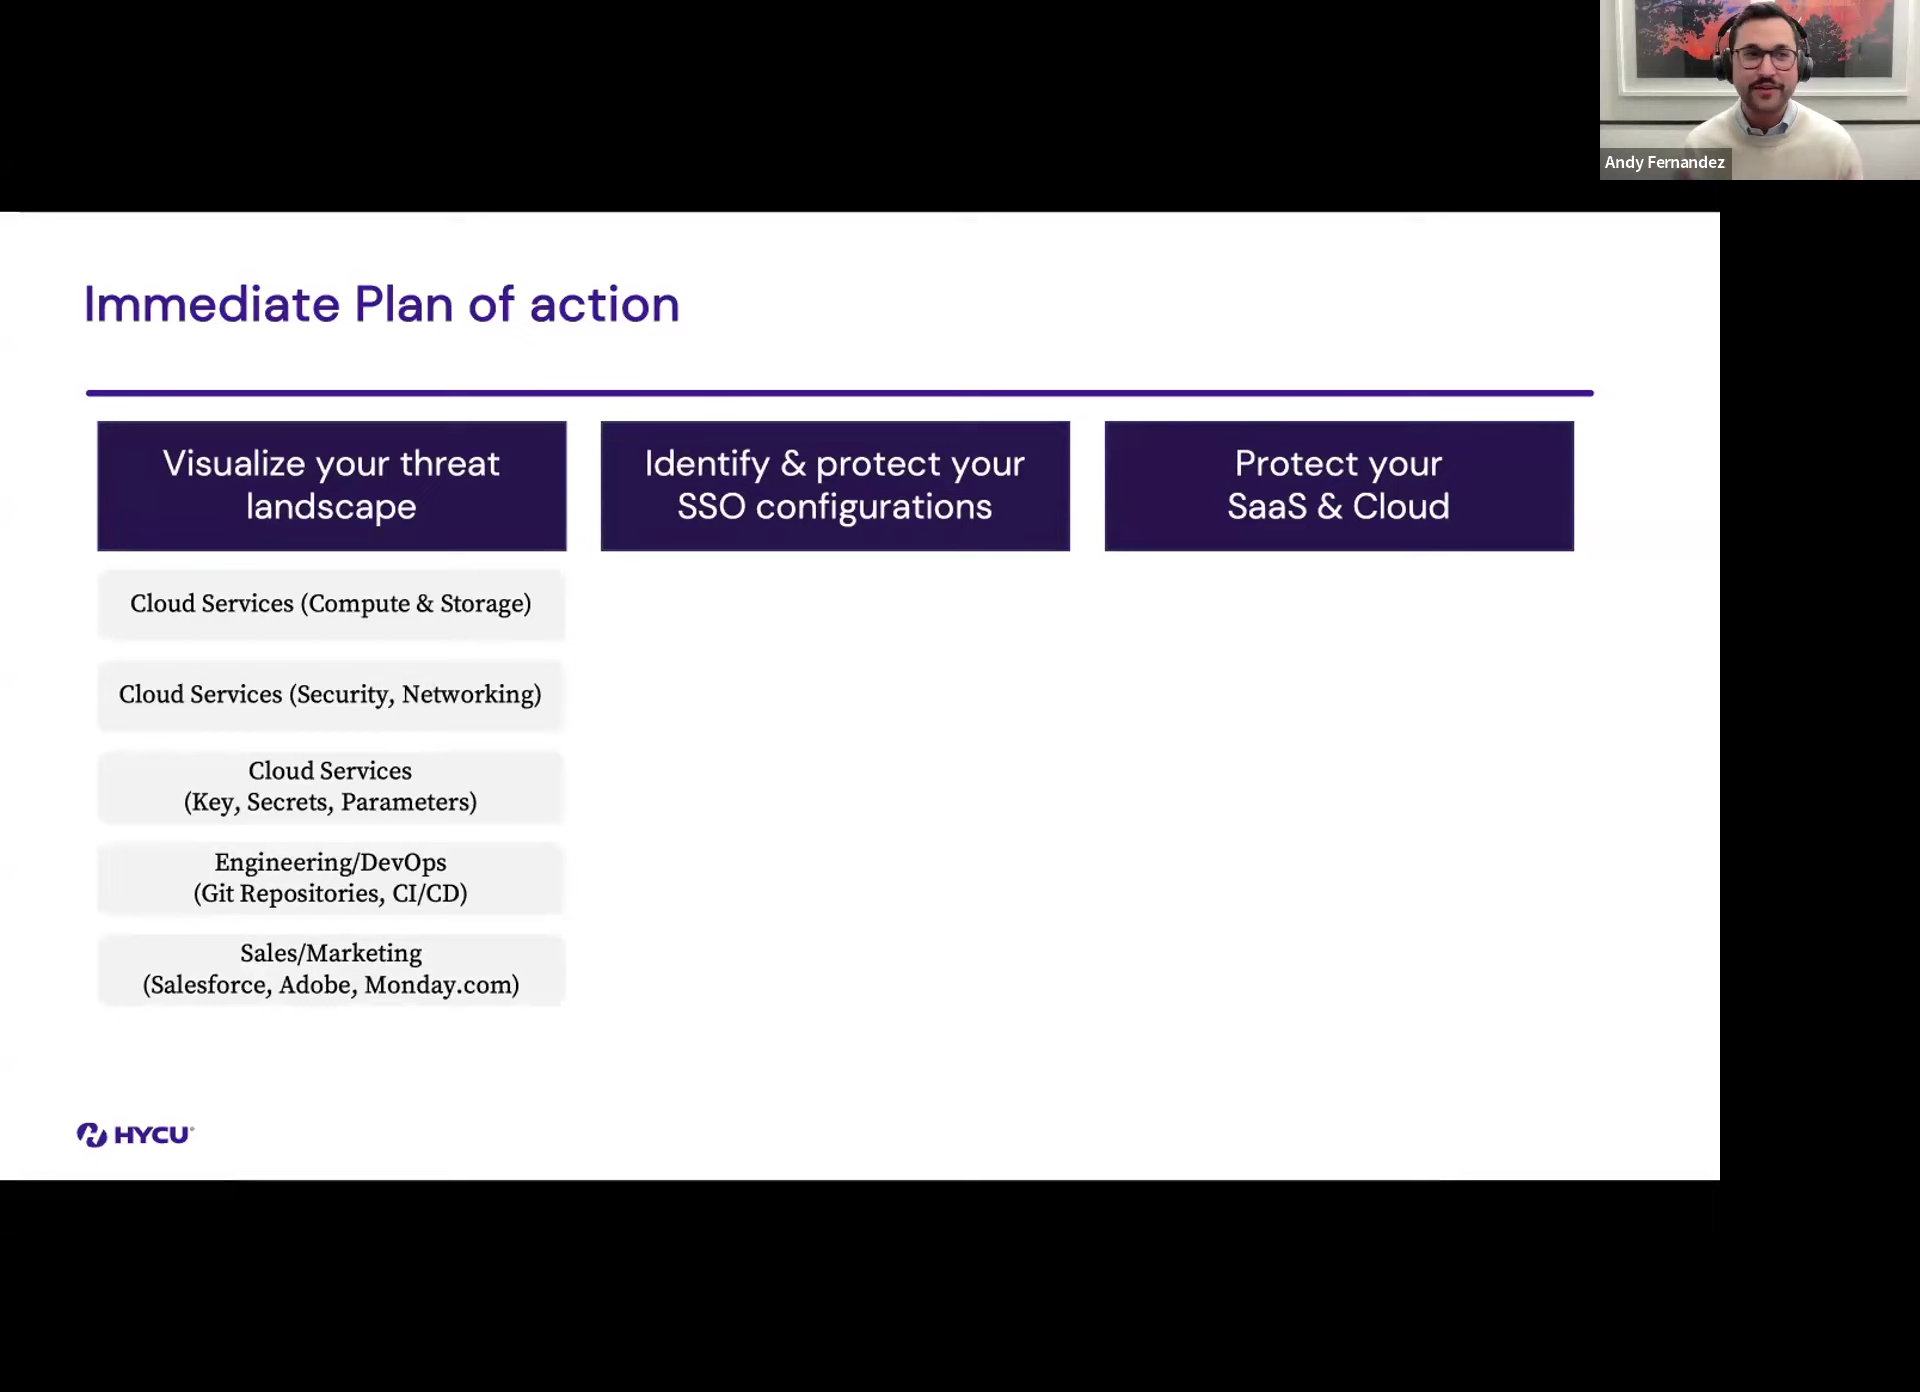 Andy Fernandez
Immediate Plan of action
Visualize your threat
landscape
Identify & protect your
SSO configurations
Protect your
SaaS & Cloud
Cloud Services (Compute & Storage)
Cloud Services (Security, Networking)
Cloud Services
(Key, Secrets, Parameters)
Engineering/DevOps
(Git Repositories, CI/CD)
Sales/Marketing
(Salesforce, Adobe, Monday.com)
HYCU®